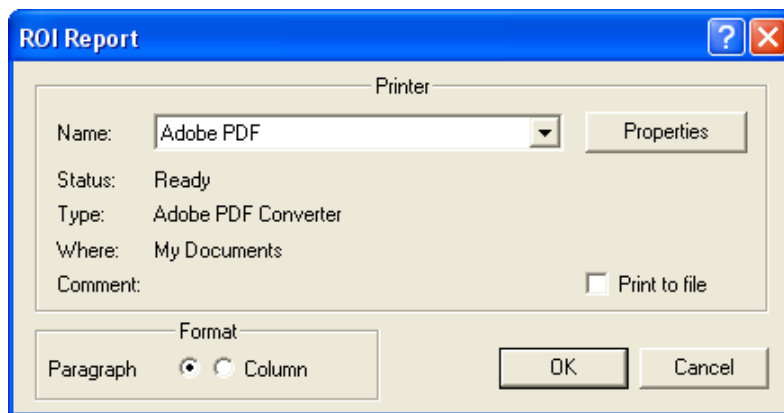 ROI Report
Printer
Name: Adobe PDF Properties
Status: Ready
Type: Adobe PDF Converter
Where: My Documents
Comment: Print to file
Format
Paragraph Column OK Cancel